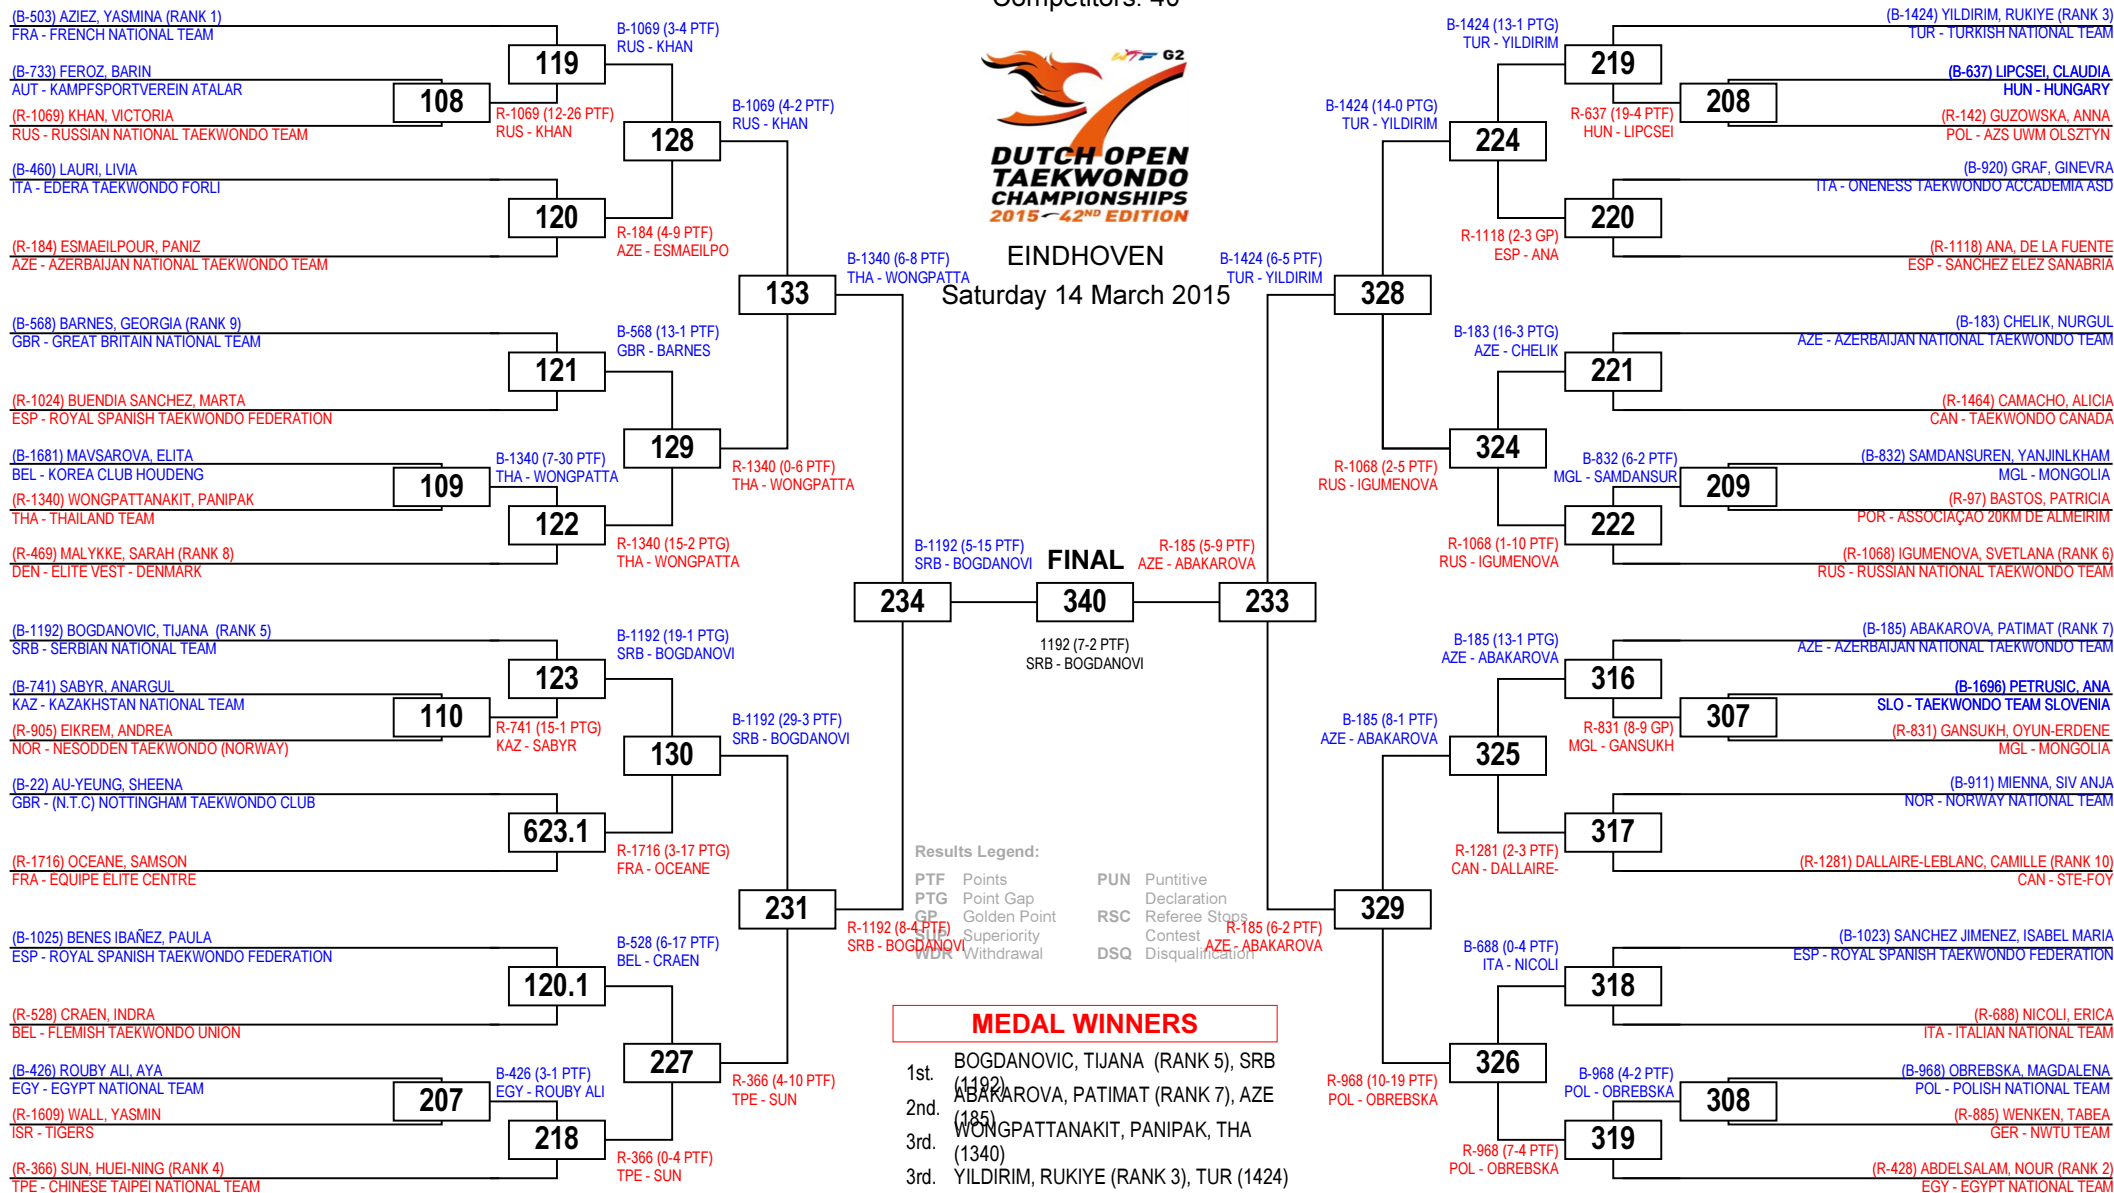 Competitors: 40
WTF G2
DUTCH OPEN
TAEKWONDO
CHAMPIONSHIPS
2015 42ND EDITION
EINDHOVEN
Saturday 14 March 2015
(B-503) AZIEZ, YASMINA (RANK 1)
FRA - FRENCH NATIONAL TEAM
(B-733) FEROZ, BARIN
AUT - KAMPFSPORTVEREIN ATALAR
(R-1069) KHAN, VICTORIA
RUS - RUSSIAN NATIONAL TAEKWONDO TEAM
(B-460) LAURI, LIVIA
ITA - EDERA TAEKWONDO FORLI
(R-184) ESMAEILPOUR, PANIZ
AZE - AZERBAIJAN NATIONAL TAEKWONDO TEAM
(B-568) BARNES, GEORGIA (RANK 9)
GBR - GREAT BRITAIN NATIONAL TEAM
(R-1024) BUENDIA SANCHEZ, MARTA
ESP - ROYAL SPANISH TAEKWONDO FEDERATION
(B-1681) MAVSAROVA, ELITA
BEL - KOREA CLUB HOUDENG
(R-1340) WONGPATTANAKIT, PANIPAK
THA - THAILAND TEAM
(R-469) MALYKKE, SARAH (RANK 8)
DEN - ELITE VEST - DENMARK
(B-1192) BOGDANOVIC, TIJANA (RANK 5)
SRB - SERBIAN NATIONAL TEAM
(B-741) SABYR, ANARGUL
KAZ - KAZAKHSTAN NATIONAL TEAM
(R-905) EIKREM, ANDREA
NOR - NESODDEN TAEKWONDO (NORWAY)
(B-22) AU-YEUNG, SHEENA
GBR - (N.T.C) NOTTINGHAM TAEKWONDO CLUB
(R-1716) OCEANE, SAMSON
FRA - EQUIPE ÉLITE CENTRE
(B-1025) BENES IBAÑEZ, PAULA
ESP - ROYAL SPANISH TAEKWONDO FEDERATION
(R-528) CRAEN, INDRA
BEL - FLEMISH TAEKWONDO UNION
(B-426) ROUBY ALI, AYA
EGY - EGYPT NATIONAL TEAM
(R-1609) WALL, YASMIN
ISR - TIGERS
(R-366) SUN, HUEI-NING (RANK 4)
TPE - CHINESE TAIPEI NATIONAL TEAM
108
R-1069 (12-26 PTF)
RUS - KHAN
109
B-1340 (7-30 PTF)
THA - WONGPATTA
110
R-741 (15-1 PTG)
KAZ - SABYR
207
B-426 (3-1 PTF)
EGY - ROUBY ALI
119
B-1069 (3-4 PTF)
RUS - KHAN
120
R-184 (4-9 PTF)
AZE - ESMAEILPO
121
B-568 (13-1 PTF)
GBR - BARNES
122
R-1340 (15-2 PTG)
THA - WONGPATTA
123
B-1192 (19-1 PTG)
SRB - BOGDANOVI
623.1
R-1716 (3-17 PTG)
FRA - OCEANE
120.1
B-528 (6-17 PTF)
BEL - CRAEN
218
R-366 (0-4 PTF)
TPE - SUN
128
B-1069 (4-2 PTF)
RUS - KHAN
129
R-1340 (0-6 PTF)
THA - WONGPATTA
130
B-1192 (29-3 PTF)
SRB - BOGDANOVI
227
R-366 (4-10 PTF)
TPE - SUN
133
B-1340 (6-8 PTF)
THA - WONGPATTA
231
R-1192 (8-4 PTF)
SRB - BOGDANOVI
234
B-1192 (5-15 PTF)
SRB - BOGDANOVI
FINAL
340
1192 (7-2 PTF)
SRB - BOGDANOVI
R-185 (5-9 PTF)
AZE - ABAKAROVA
233
B-1424 (6-5 PTF)
TUR - YILDIRIM
328
R-185 (6-2 PTF)
AZE - ABAKAROVA
329
B-1424 (14-0 PTG)
TUR - YILDIRIM
224
R-1068 (2-5 PTF)
RUS - IGUMENOVA
324
B-185 (8-1 PTF)
AZE - ABAKAROVA
325
R-968 (10-19 PTF)
POL - OBREBSKA
326
B-1424 (13-1 PTG)
TUR - YILDIRIM
219
R-1118 (2-3 GP)
ESP - ANA
220
B-183 (16-3 PTG)
AZE - CHELIK
221
R-1068 (1-10 PTF)
RUS - IGUMENOVA
222
B-185 (13-1 PTG)
AZE - ABAKAROVA
316
R-1281 (2-3 PTF)
CAN - DALLAIRE-
317
B-688 (0-4 PTF)
ITA - NICOLI
318
R-968 (7-4 PTF)
POL - OBREBSKA
319
R-637 (19-4 PTF)
HUN - LIPCSEI
208
B-832 (6-2 PTF)
MGL - SAMDANSUR
209
R-831 (8-9 GP)
MGL - GANSUKH
307
B-968 (4-2 PTF)
POL - OBREBSKA
308
(B-1424) YILDIRIM, RUKIYE (RANK 3)
TUR - TURKISH NATIONAL TEAM
(B-637) LIPCSEI, CLAUDIA
HUN - HUNGARY
(R-142) GUZOWSKA, ANNA
POL - AZS UWM OLSZTYN
(B-920) GRAF, GINEVRA
ITA - ONENESS TAEKWONDO ACCADEMIA ASD
(R-1118) ANA, DE LA FUENTE
ESP - SANCHEZ ELEZ SANABRIA
(B-183) CHELIK, NURGUL
AZE - AZERBAIJAN NATIONAL TAEKWONDO TEAM
(R-1464) CAMACHO, ALICIA
CAN - TAEKWONDO CANADA
(B-832) SAMDANSUREN, YANJINLKHAM
MGL - MONGOLIA
(R-97) BASTOS, PATRICIA
POR - ASSOCIAÇAO 20KM DE ALMEIRIM
(R-1068) IGUMENOVA, SVETLANA (RANK 6)
RUS - RUSSIAN NATIONAL TAEKWONDO TEAM
(B-185) ABAKAROVA, PATIMAT (RANK 7)
AZE - AZERBAIJAN NATIONAL TAEKWONDO TEAM
(B-1696) PETRUSIC, ANA
SLO - TAEKWONDO TEAM SLOVENIA
(R-831) GANSUKH, OYUN-ERDENE
MGL - MONGOLIA
(B-911) MIENNA, SIV ANJA
NOR - NORWAY NATIONAL TEAM
(R-1281) DALLAIRE-LEBLANC, CAMILLE (RANK 10)
CAN - STE-FOY
(B-1023) SANCHEZ JIMENEZ, ISABEL MARIA
ESP - ROYAL SPANISH TAEKWONDO FEDERATION
(R-688) NICOLI, ERICA
ITA - ITALIAN NATIONAL TEAM
(B-968) OBREBSKA, MAGDALENA
POL - POLISH NATIONAL TEAM
(R-885) WENKEN, TABEA
GER - NWTU TEAM
(R-428) ABDELSALAM, NOUR (RANK 2)
EGY - EGYPT NATIONAL TEAM
Results Legend:
PTF Points
PTG Point Gap
GP Golden Point
SUP Superiority
WDR Withdrawal
PUN Puntitive
Declaration
RSC Referee Stops
Contest
DSQ Disqualification
MEDAL WINNERS
1st. BOGDANOVIC, TIJANA (RANK 5), SRB
(1192)
2nd. ABAKAROVA, PATIMAT (RANK 7), AZE
(185)
3rd. WONGPATTANAKIT, PANIPAK, THA
(1340)
3rd. YILDIRIM, RUKIYE (RANK 3), TUR (1424)